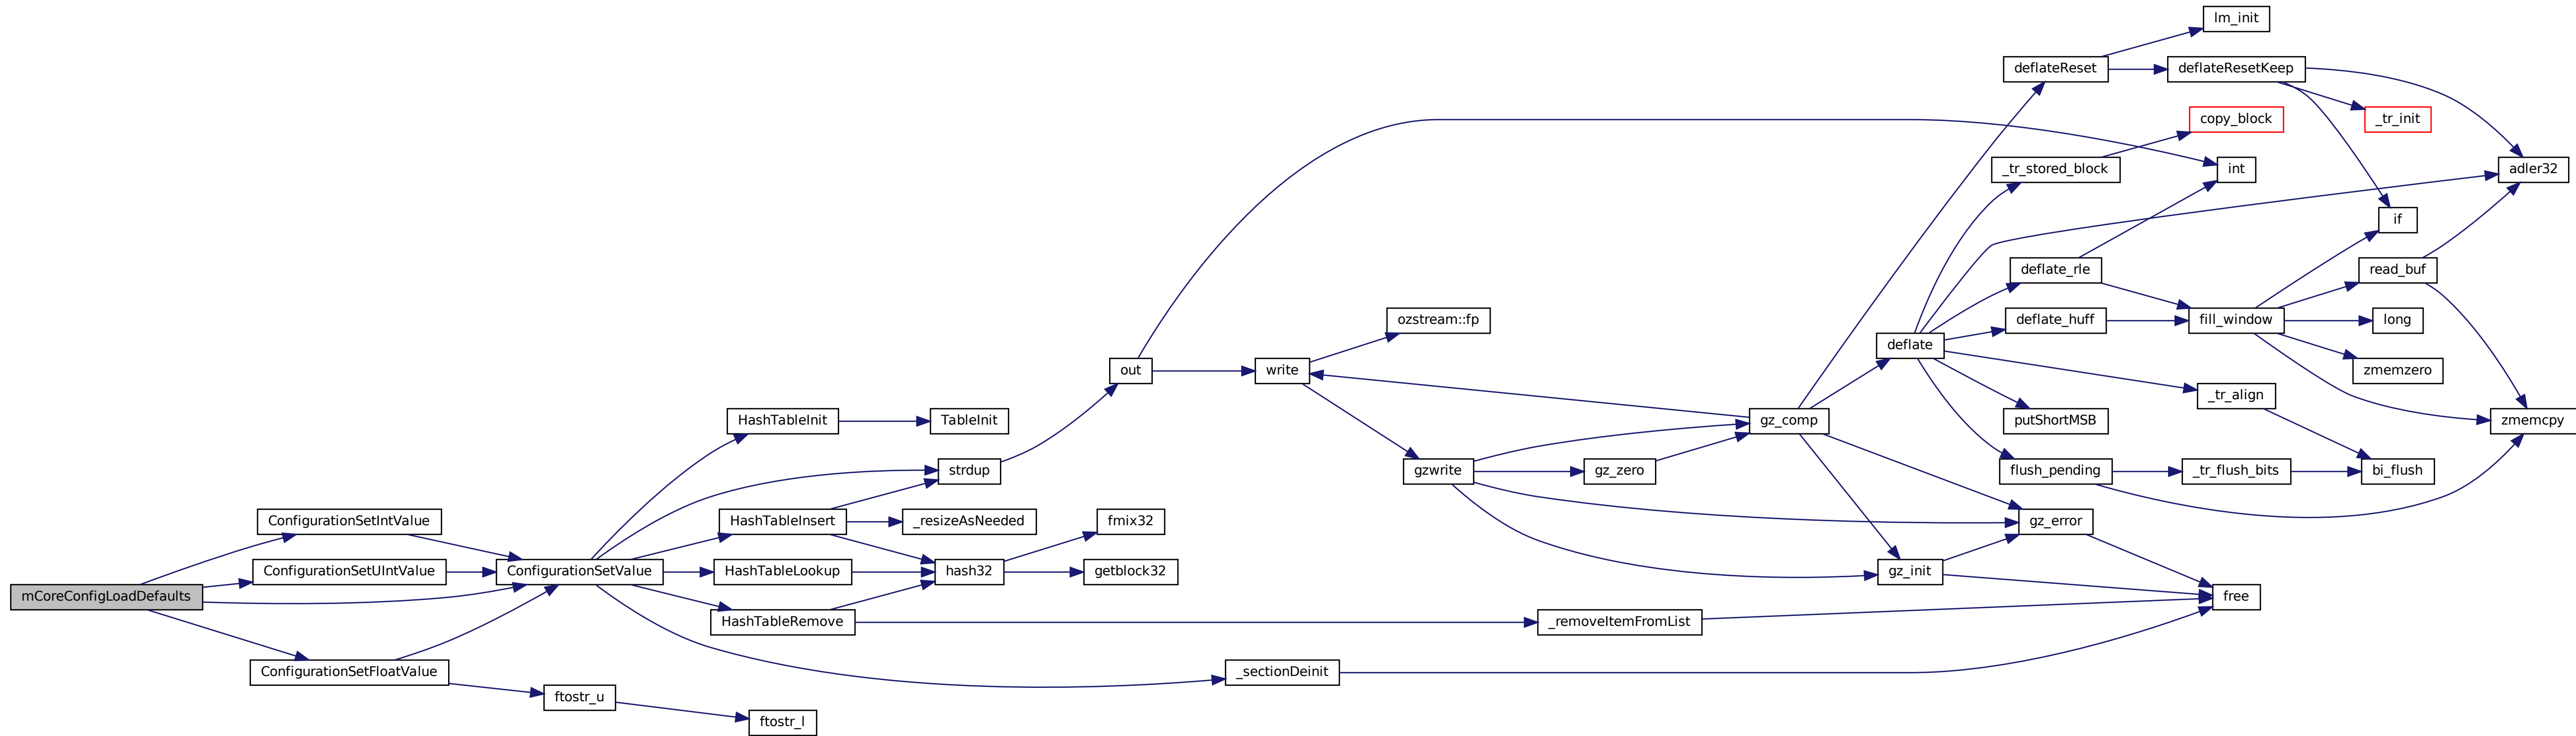 mCoreConfigLoadDefaults
ConfigurationSetIntValue
ConfigurationSetUIntValue
ConfigurationSetFloatValue
ConfigurationSetValue
ftostr_u
ftostr_l
HashTableInit
TableInit
strdup
HashTableInsert
_resizeAsNeeded
HashTableLookup
hash32
HashTableRemove
fmix32
getblock32
out
write
ozstream::fp
gzwrite
gz_zero
_removeItemFromList
_sectionDeinit
gz_comp
deflate
gz_init
gz_error
free
deflateReset
lm_init
deflateResetKeep
copy_block
_tr_init
_tr_stored_block
int
adler32
if
deflate_rle
read_buf
deflate_huff
fill_window
long
zmemzero
_tr_align
putShortMSB
zmemcpy
flush_pending
_tr_flush_bits
bi_flush